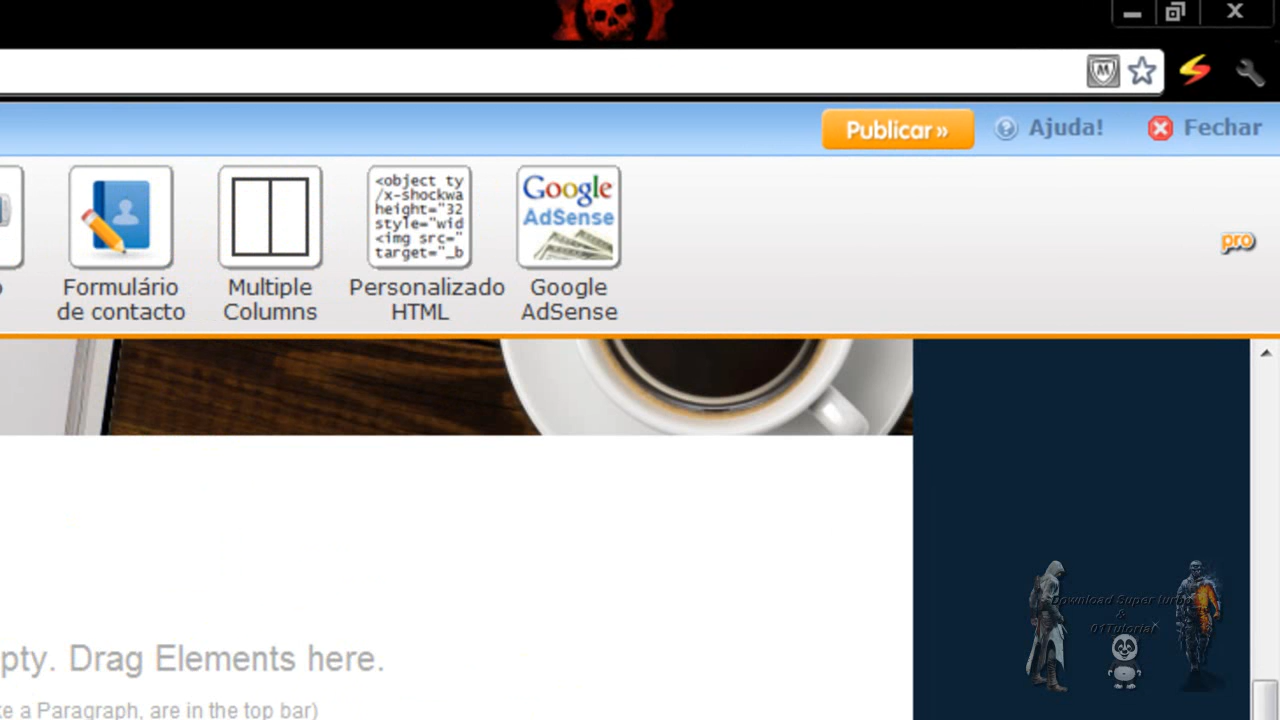 Publicar »
Ajuda!
Fechar
<object ty
/x-shockwa
height="32
style="wid
<img src="
target="_b
Google
AdSense
pro
Formulário
de contacto
Multiple
Columns
Personalizado
HTML
Google
AdSense
pty. Drag Elements here.
ke a Paragraph, are in the top bar)
Download Super turbo
&
01Tutorial